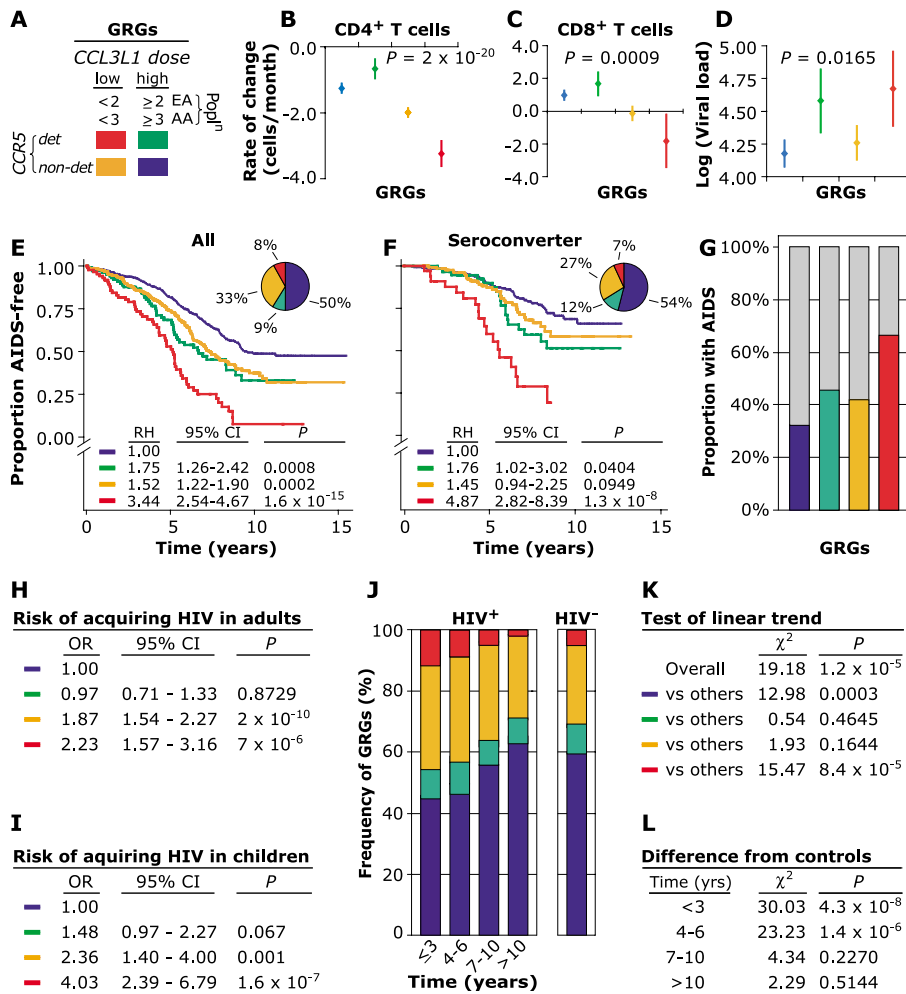 A
GRGs
CCL3L1 dose
low high
<2 ≥2 EA
<3 ≥3 AA
Popl^n
CCR5
det
non-det
B
CD4⁺ T cells
P = 2 x 10⁻²⁰
Rate of change
(cells/month)
0.0
-2.0
-4.0
GRGs
C
CD8⁺ T cells
P = 0.0009
4.0
2.0
0.0
-2.0
-4.0
GRGs
D
P = 0.0165
Log (Viral load)
5.00
4.75
4.50
4.25
4.00
GRGs
E
All
8%
33%
50%
9%
Proportion AIDS-free
1.00
0.75
0.50
0.25
0.00
RH 95% CI P
1.00
1.75 1.26-2.42 0.0008
1.52 1.22-1.90 0.0002
3.44 2.54-4.67 1.6 x 10⁻¹⁵
0 5 10 15
Time (years)
F
Seroconverter
7%
27%
12%
54%
RH 95% CI P
1.00
1.76 1.02-3.02 0.0404
1.45 0.94-2.25 0.0949
4.87 2.82-8.39 1.3 x 10⁻⁸
0 5 10 15
Time (years)
G
Proportion with AIDS
100%
80%
60%
40%
20%
0%
GRGs
H
Risk of acquiring HIV in adults
OR 95% CI P
1.00
0.97 0.71 - 1.33 0.8729
1.87 1.54 - 2.27 2 x 10⁻¹⁰
2.23 1.57 - 3.16 7 x 10⁻⁶
I
Risk of aquiring HIV in children
OR 95% CI P
1.00
1.48 0.97 - 2.27 0.067
2.36 1.40 - 4.00 0.001
4.03 2.39 - 6.79 1.6 x 10⁻⁷
J
HIV⁺ HIV⁻
Frequency of GRGs (%)
100
80
60
40
20
0
≤3 4-6 7-10 >10
Time (years)
K
Test of linear trend
χ² P
Overall 19.18 1.2 x 10⁻⁵
vs others 12.98 0.0003
vs others 0.54 0.4645
vs others 1.93 0.1644
vs others 15.47 8.4 x 10⁻⁵
L
Difference from controls
Time (yrs) χ² P
<3 30.03 4.3 x 10⁻⁸
4-6 23.23 1.4 x 10⁻⁶
7-10 4.34 0.2270
>10 2.29 0.5144